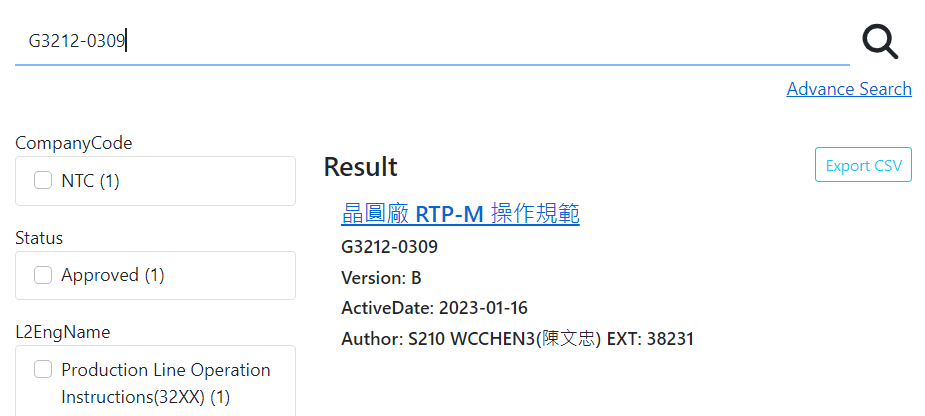 G3212-0309
Advance Search
CompanyCode
NTC (1)
Status
Approved (1)
L2EngName
Production Line Operation
Instructions(32XX) (1)
Result
Export CSV
晶圓廠 RTP-M 操作規範
G3212-0309
Version: B
ActiveDate: 2023-01-16
Author: S210 WCCHEN3(陳文忠) EXT: 38231